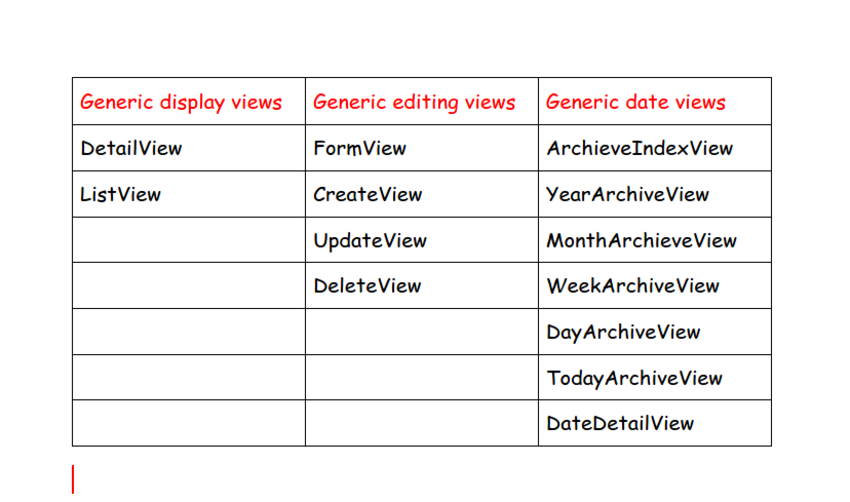 Generic display views Generic editing views Generic date views
DetailView FormView ArchieveIndexView
ListView CreateView YearArchiveView
UpdateView MonthArchieveView
DeleteView WeekArchiveView
DayArchiveView
TodayArchiveView
DateDetailView